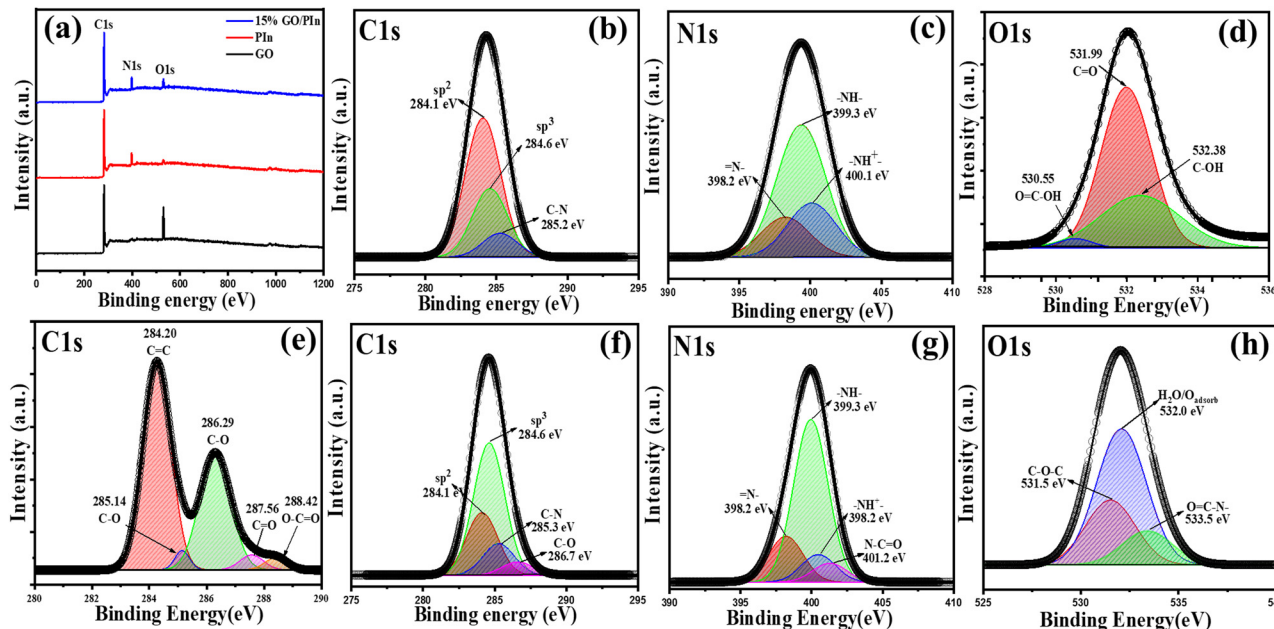 (a)
C1s
N1s
O1s
15% GO/PIn
PIn
GO
Intensity (a.u.)
0 200 400 600 800 1000 1200
Binding energy (eV)
C1s
(b)
sp2
284.1 eV
sp3
284.6 eV
C-N
285.2 eV
Intensity (a.u.)
275 280 285 290 295
Binding energy (eV)
N1s
(c)
-NH-
399.3 eV
-NH+-
400.1 eV
=N-
398.2 eV
Intensity (a.u.)
390 395 400 405 410
Binding energy (eV)
O1s
(d)
531.99
C=O
532.38
C-OH
530.55
O=C-OH
Intensity (a.u.)
528 530 532 534 536
Binding Energy(eV)
C1s
(e)
284.20
C=C
286.29
C-O
285.14
C-O
287.56
C=O
288.42
O-C=O
Intensity (a.u.)
280 282 284 286 288 290
Binding Energy(eV)
C1s
(f)
sp3
284.6 eV
sp2
284.1 eV
C-N
285.3 eV
C-O
286.7 eV
Intensity (a.u.)
275 280 285 290 295
Binding Energy(eV)
N1s
(g)
-NH-
399.3 eV
=N-
398.2 eV
-NH+-
398.2 eV
N-C=O
401.2 eV
Intensity (a.u.)
390 395 400 405 410
Binding Energy(eV)
O1s
(h)
H2O/Oadsorb
532.0 eV
C-O-C
531.5 eV
O=C-N-
533.5 eV
Intensity (a.u.)
525 530 535
Binding Energy(eV)